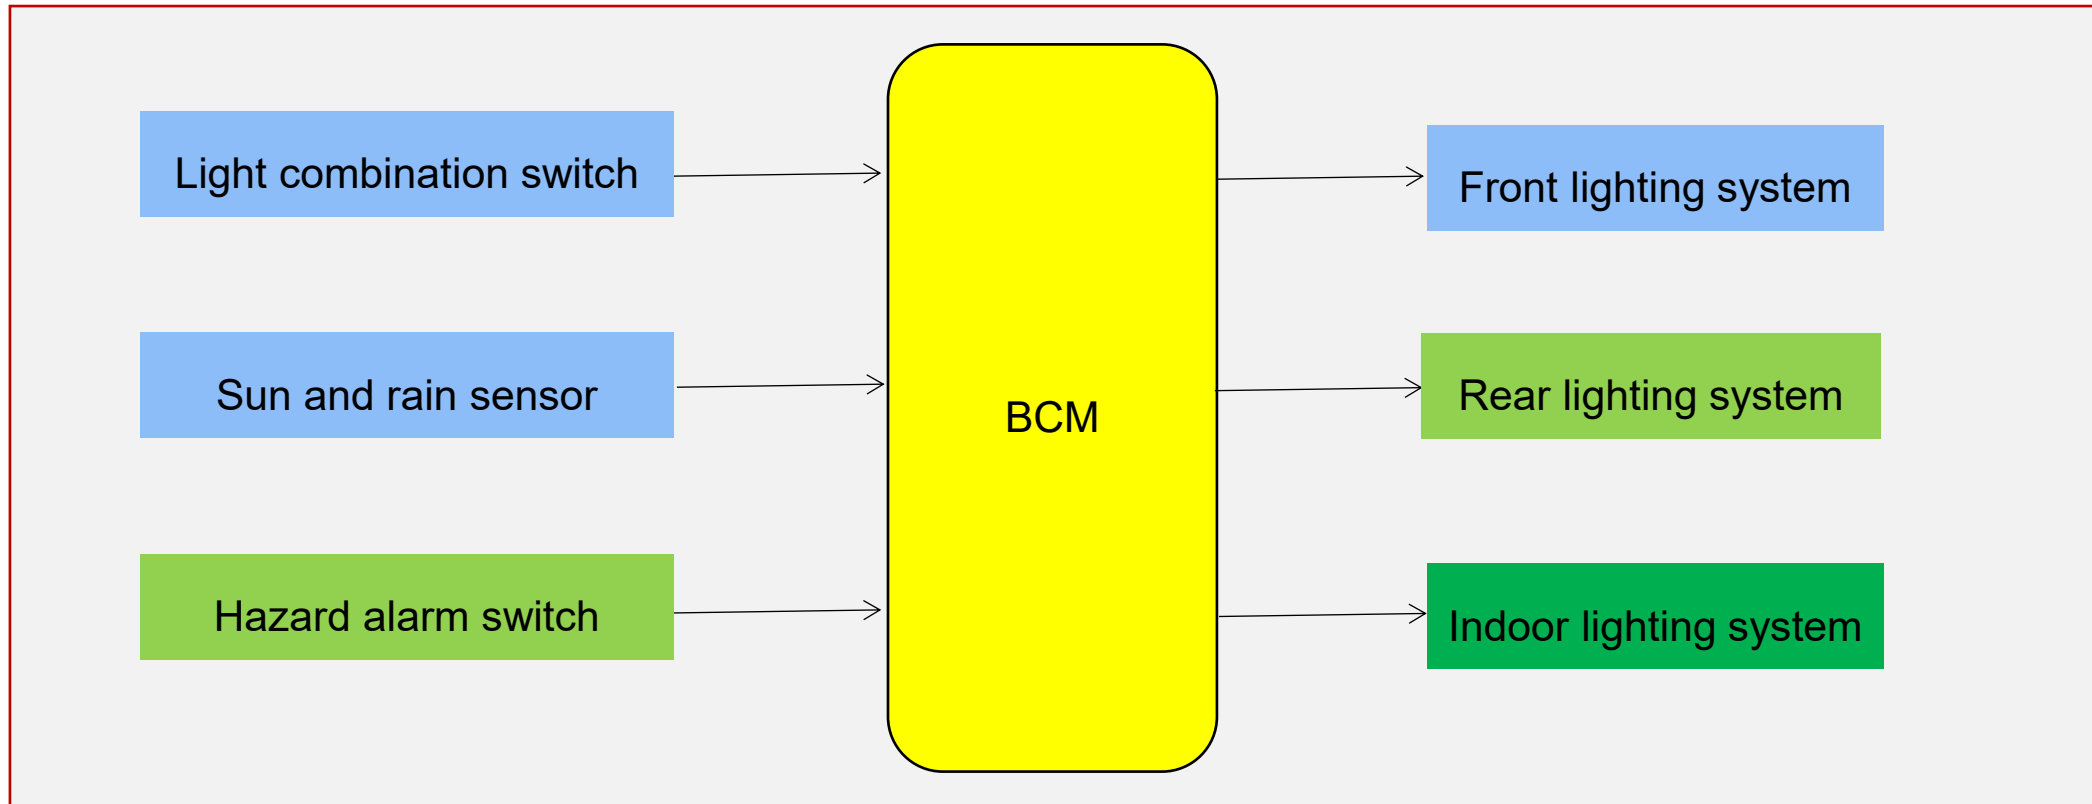 Light combination switch
Sun and rain sensor
Hazard alarm switch
BCM
Front lighting system
Rear lighting system
Indoor lighting system